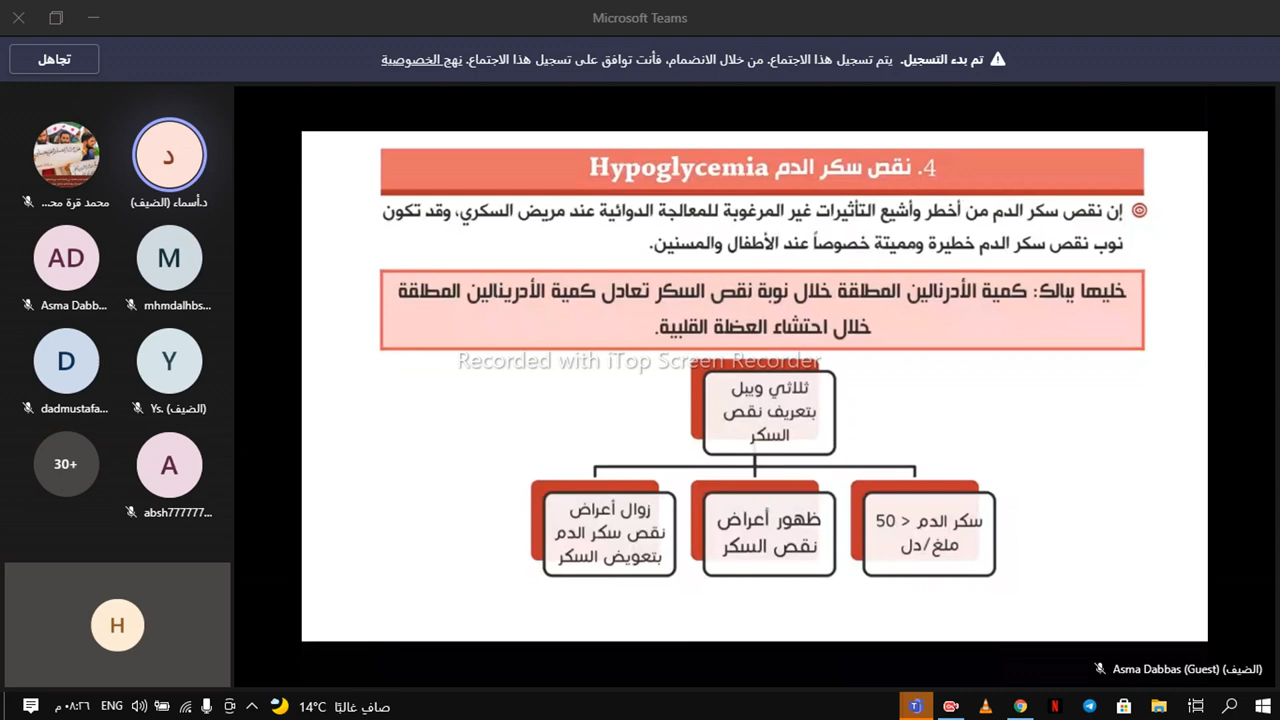 Microsoft Teams
تم بدء التسجيل. يتم تسجيل هذا الاجتماع. من خلال الانضمام، فأنت توافق على تسجيل هذا الاجتماع. نهج الخصوصية
تجاهل
د
د.أسماء (الضيف)
محمد قرة محـ...
M
mhmdalhbs...
AD
Asma Dabb...
Y
Ys. (الضيف)
D
dadmustafa...
A
absh777777...
30+
H
4. نقص سكر الدم Hypoglycemia
إن نقص سكر الدم من أخطر وأشيع التأثيرات غير المرغوبة للمعالجة الدوائية عند مريض السكري، وقد تكون
نوب نقص سكر الدم خطيرة ومميتة خصوصاً عند الأطفال والمسنين.
خليها ببالك: كمية الأدرنالين المطلقة خلال نوبة نقص السكر تعادل كمية الأدرينالين المطلقة
خلال احتشاء العضلة القلبية.
Recorded with iTop Screen Recorder
ثلاثي ويبل
بتعريف نقص
السكر
سكر الدم < 50
ملغ/دل
ظهور أعراض
نقص السكر
زوال أعراض
نقص سكر الدم
بتعويض السكر
Asma Dabbas (Guest) (الضيف)
٠٨:٢٦ م
ENG
14°C صافي غالبًا